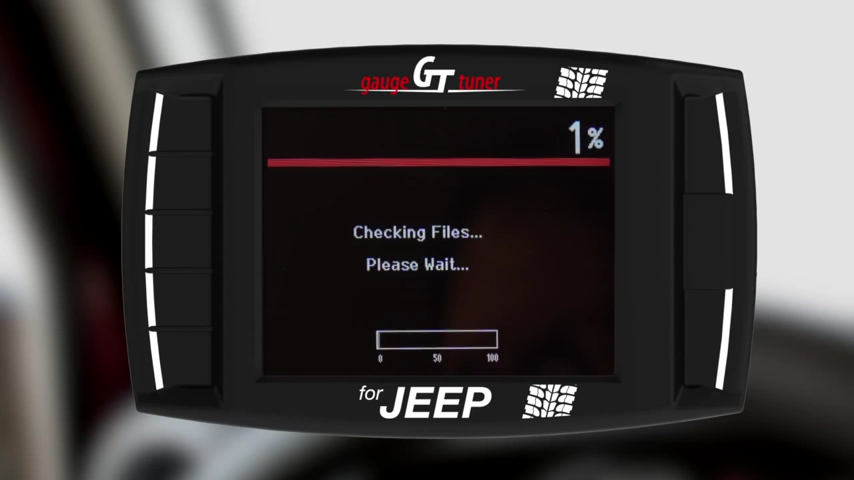 gauge GT tuner
1%
Checking Files...
Please Wait...
0 50 100
for JEEP